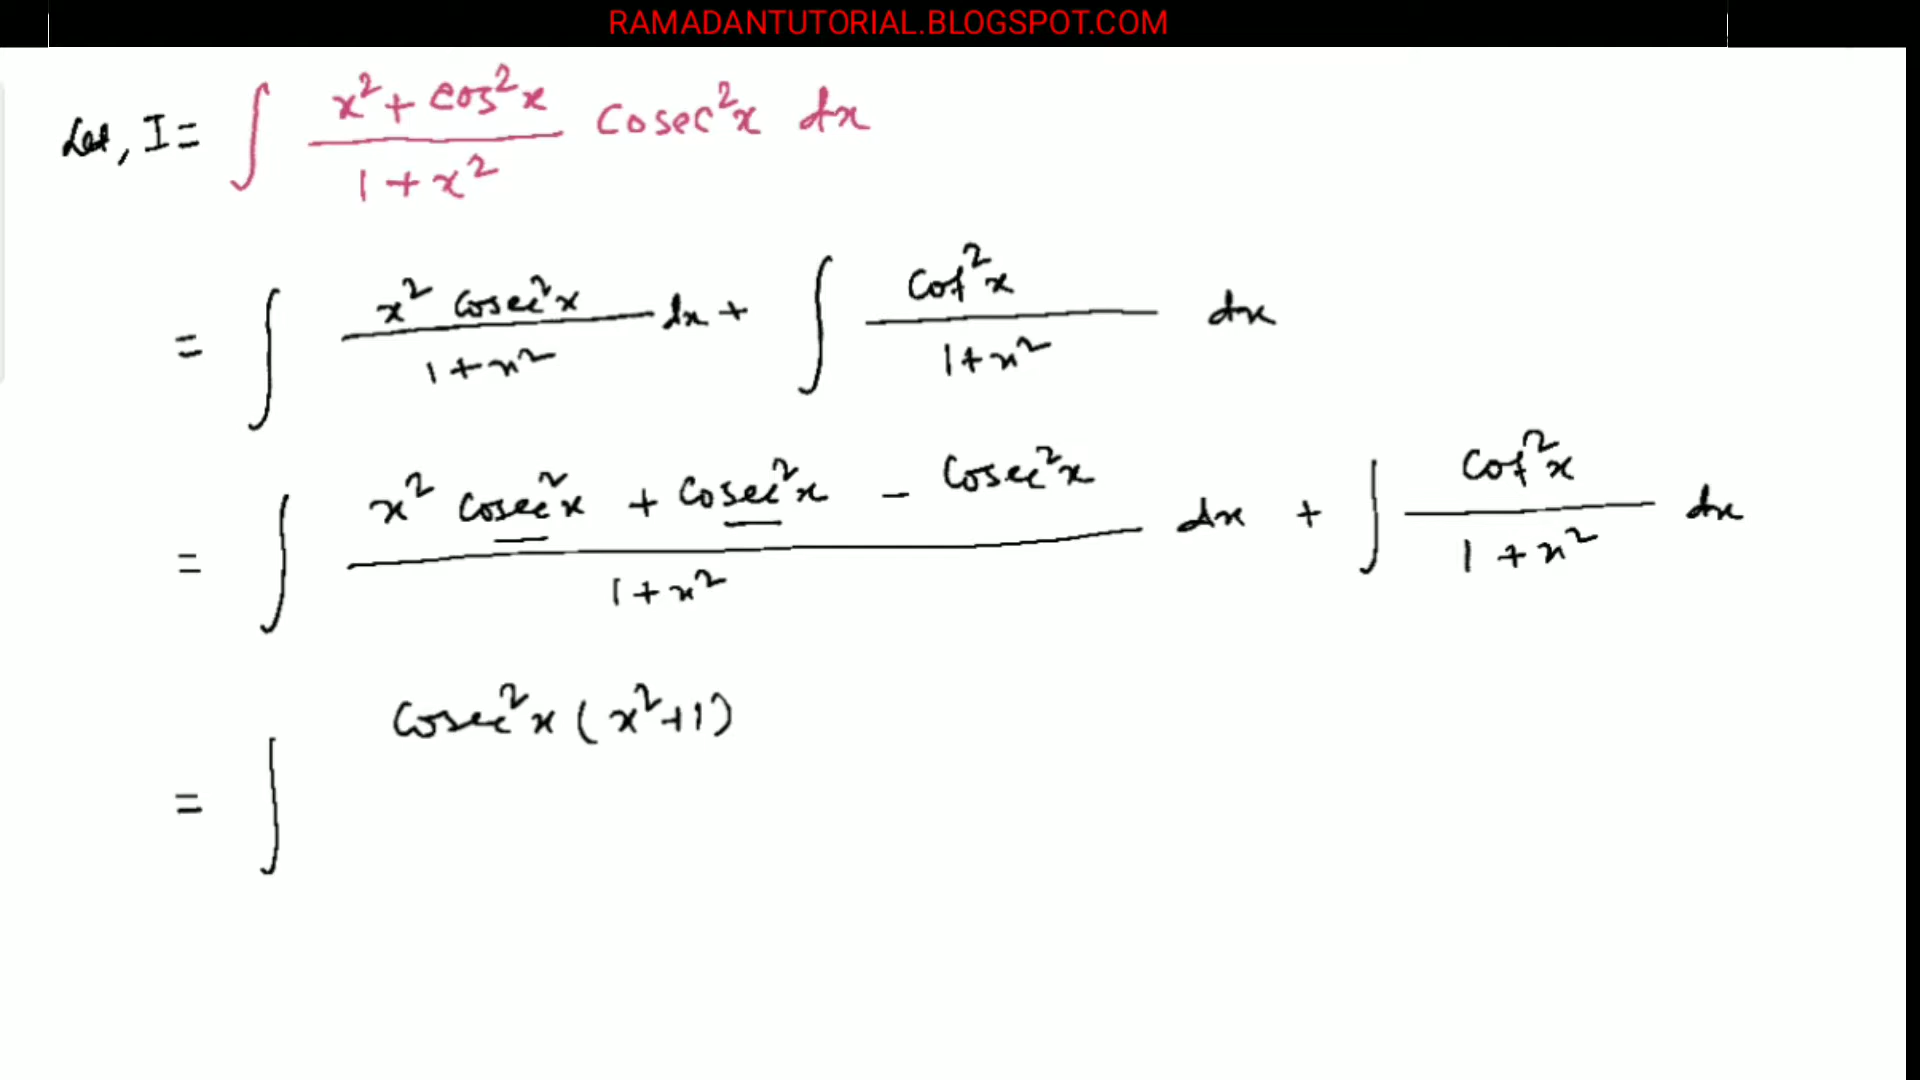 RAMADANTUTORIAL.BLOGSPOT.COM
Let, I = ∫ (x² + cos²x)/(1 + x²) cosec²x dx
= ∫ (x² cosec²x)/(1 + x²) dx + ∫ (cot²x)/(1 + x²) dx
= ∫ (x² cosec²x + cosec²x − cosec²x)/(1 + x²) dx + ∫ (cot²x)/(1 + x²) dx
= ∫ cosec²x (x² + 1)